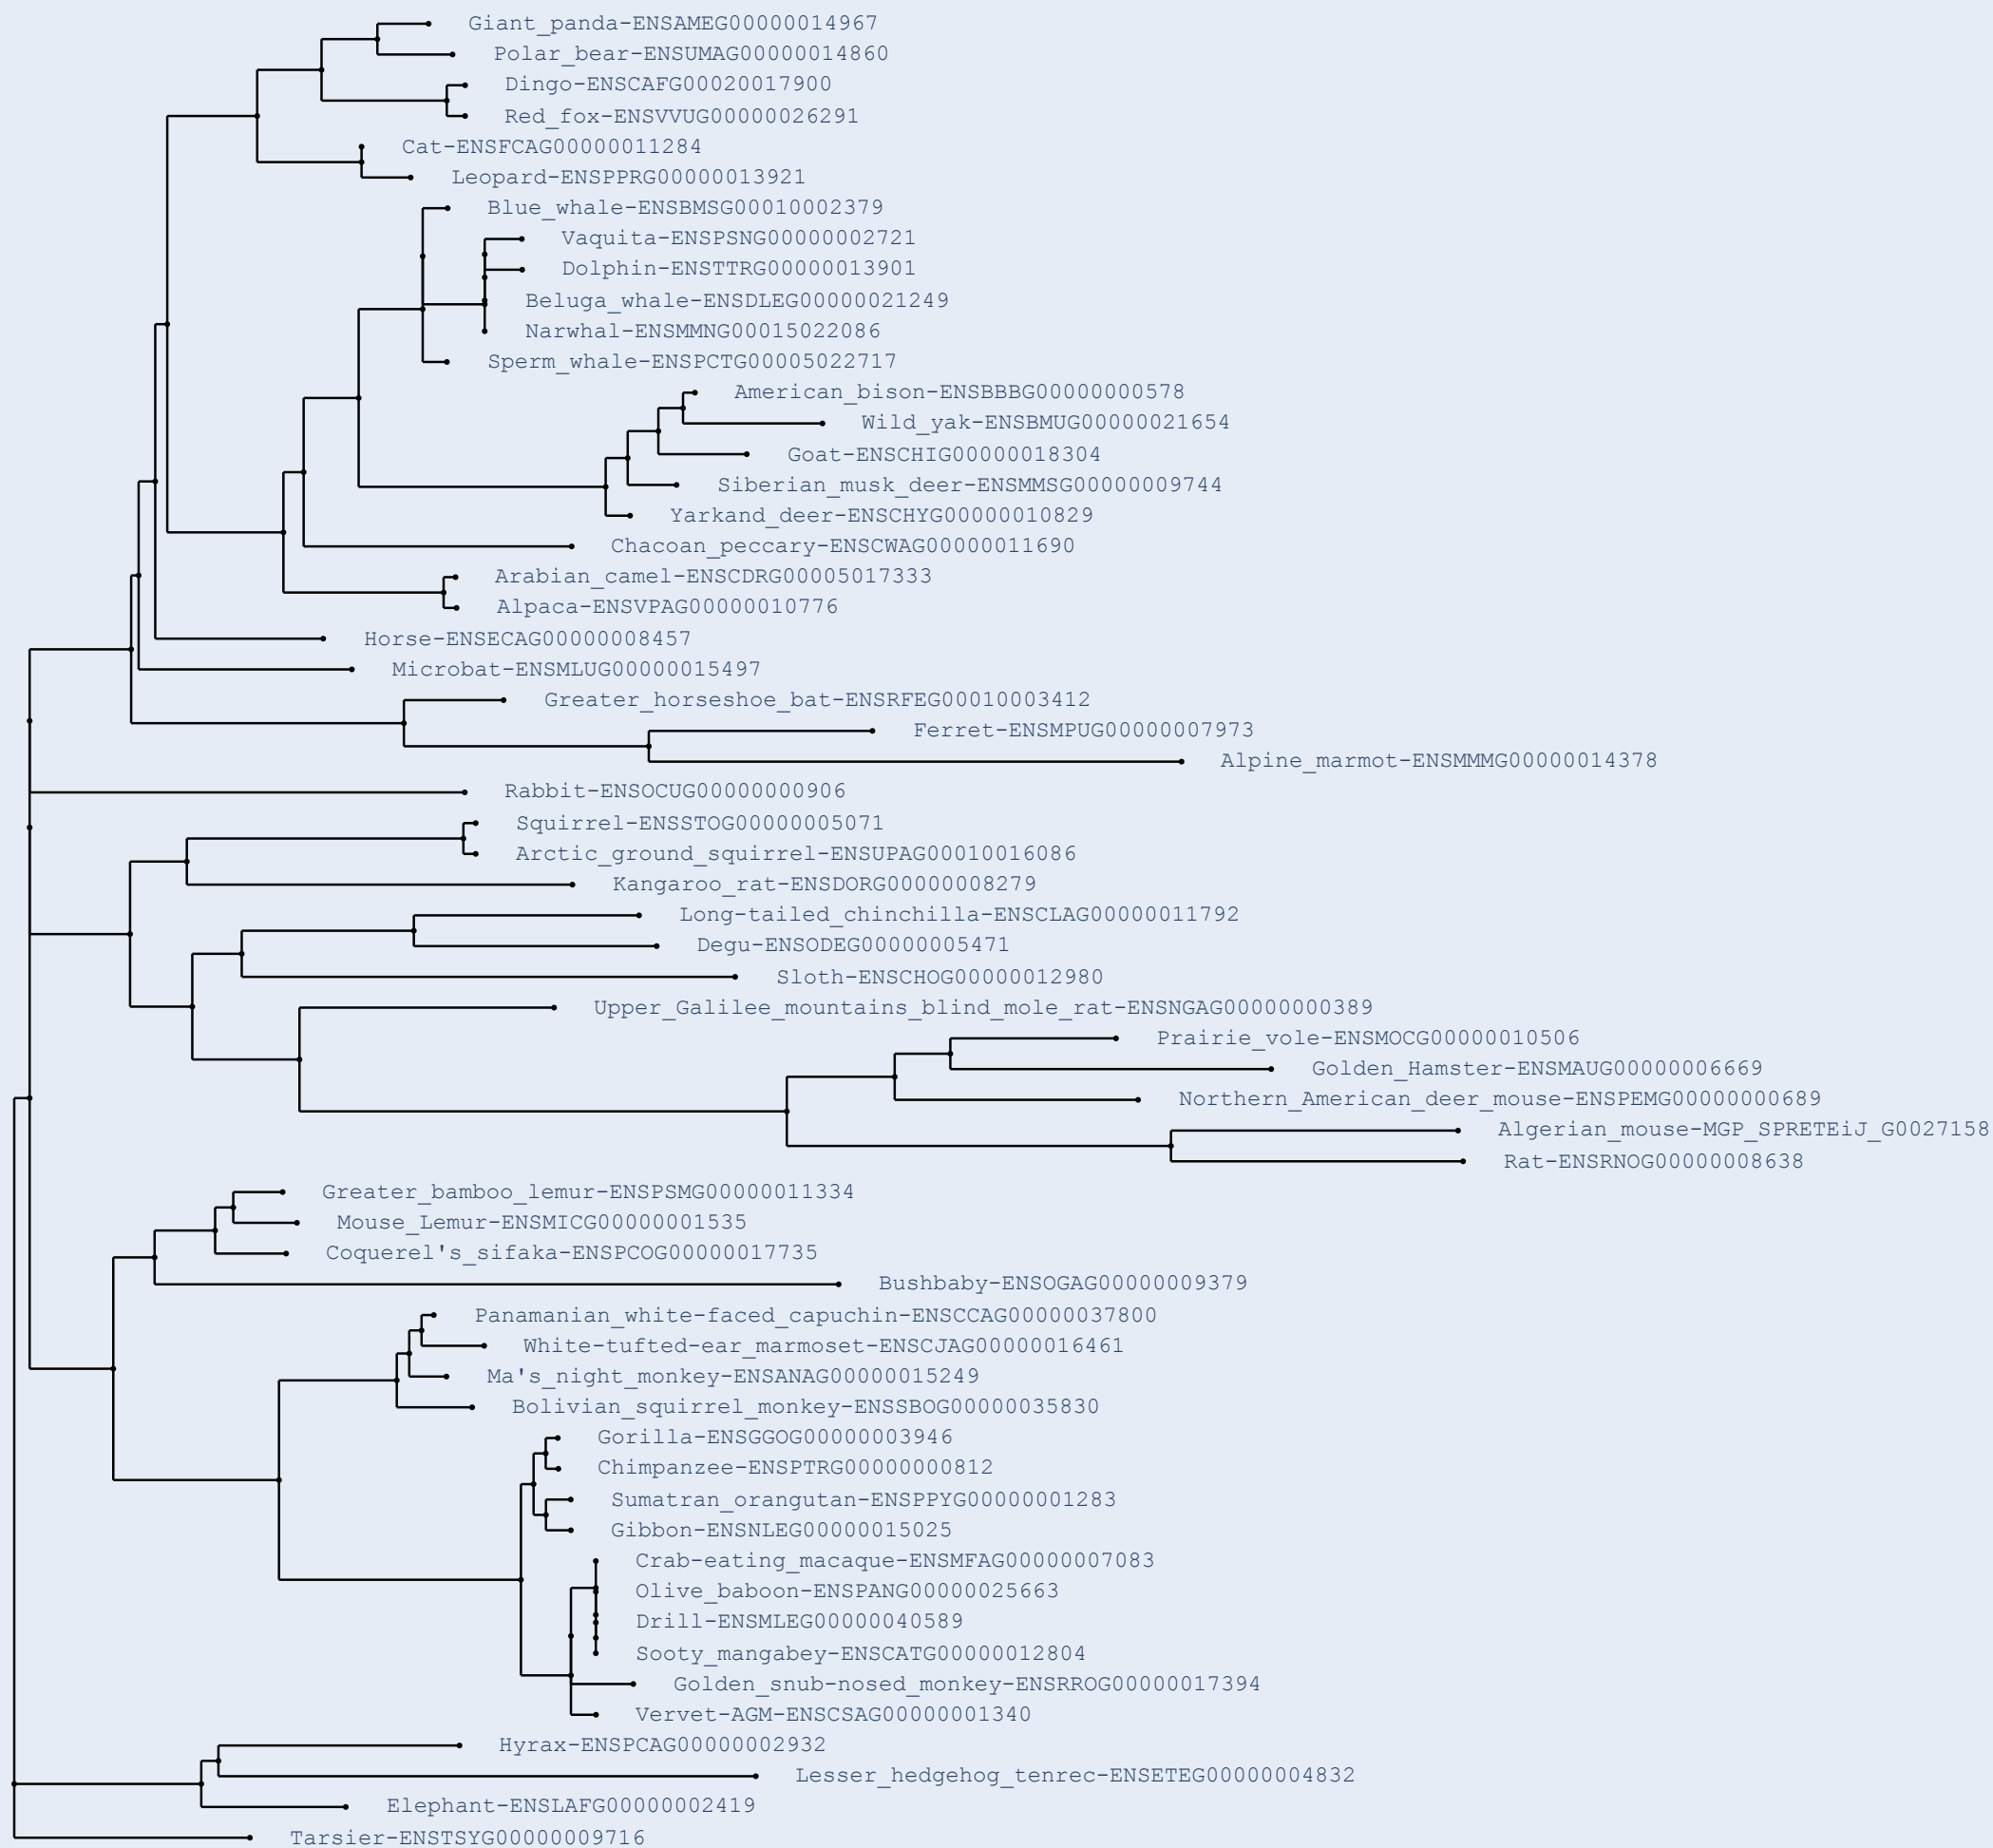 Giant_panda-ENSAMEG00000014967
Polar_bear-ENSUMAG00000014860
Dingo-ENSCAFG00020017900
Red_fox-ENSVVUG00000026291
Cat-ENSFCAG00000011284
Leopard-ENSPPRG00000013921
Blue_whale-ENSBMSG00010002379
Vaquita-ENSPSNG00000002721
Dolphin-ENSTTRG00000013901
Beluga_whale-ENSDLEG00000021249
Narwhal-ENSMMNG00015022086
Sperm_whale-ENSPCTG00005022717
American_bison-ENSBBBG00000000578
Wild_yak-ENSBMUG00000021654
Goat-ENSCHIG00000018304
Siberian_musk_deer-ENSMMSG00000009744
Yarkand_deer-ENSCHYG00000010829
Chacoan_peccary-ENSCWAG00000011690
Arabian_camel-ENSCDRG00005017333
Alpaca-ENSVPAG00000010776
Horse-ENSECAG00000008457
Microbat-ENSMLUG00000015497
Greater_horseshoe_bat-ENSRFEG00010003412
Ferret-ENSMPUG00000007973
Alpine_marmot-ENSMMMG00000014378
Rabbit-ENSOCUG00000000906
Squirrel-ENSSTOG00000005071
Arctic_ground_squirrel-ENSUPAG00010016086
Kangaroo_rat-ENSDORG00000008279
Long-tailed_chinchilla-ENSCLAG00000011792
Degu-ENSODEG00000005471
Sloth-ENSCHOG00000012980
Upper_Galilee_mountains_blind_mole_rat-ENSNGAG00000000389
Prairie_vole-ENSMOCG00000010506
Golden_Hamster-ENSMAUG00000006669
Northern_American_deer_mouse-ENSPEMG00000000689
Algerian_mouse-MGP_SPRETEiJ_G0027158
Rat-ENSRNOG00000008638
Greater_bamboo_lemur-ENSPSMG00000011334
Mouse_Lemur-ENSMICG00000001535
Coquerel's_sifaka-ENSPCOG00000017735
Bushbaby-ENSOGAG00000009379
Panamanian_white-faced_capuchin-ENSCCAG00000037800
White-tufted-ear_marmoset-ENSCJAG00000016461
Ma's_night_monkey-ENSANAG00000015249
Bolivian_squirrel_monkey-ENSSBOG00000035830
Gorilla-ENSGGOG00000003946
Chimpanzee-ENSPTRG00000000812
Sumatran_orangutan-ENSPPYG00000001283
Gibbon-ENSNLEG00000015025
Crab-eating_macaque-ENSMFAG00000007083
Olive_baboon-ENSPANG00000025663
Drill-ENSMLEG00000040589
Sooty_mangabey-ENSCATG00000012804
Golden_snub-nosed_monkey-ENSRROG00000017394
Vervet-AGM-ENSCSAG00000001340
Hyrax-ENSPCAG00000002932
Lesser_hedgehog_tenrec-ENSETEG00000004832
Elephant-ENSLAFG00000002419
Tarsier-ENSTSYG00000009716